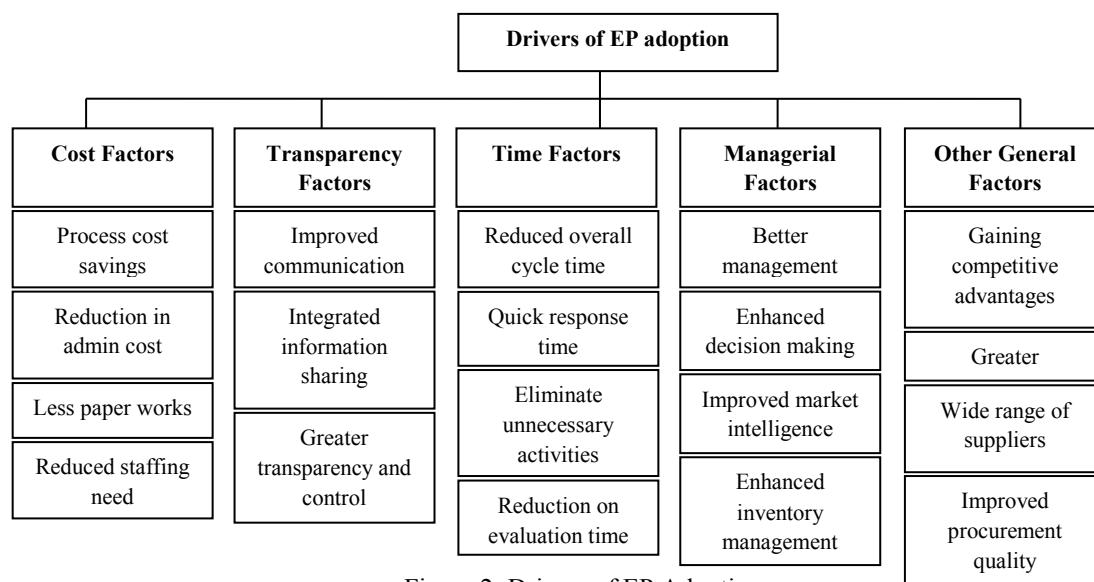 Drivers of EP adoption
Cost Factors
Process cost
savings
Reduction in
admin cost
Less paper works
Reduced staffing
need
Transparency
Factors
Improved
communication
Integrated
information
sharing
Greater
transparency and
control
Time Factors
Reduced overall
cycle time
Quick response
time
Eliminate
unnecessary
activities
Reduction on
evaluation time
Managerial
Factors
Better
management
Enhanced
decision making
Improved market
intelligence
Enhanced
inventory
management
Other General
Factors
Gaining
competitive
advantages
Greater
Wide range of
suppliers
Improved
procurement
quality
Figure 2: Drivers of EP Adoption